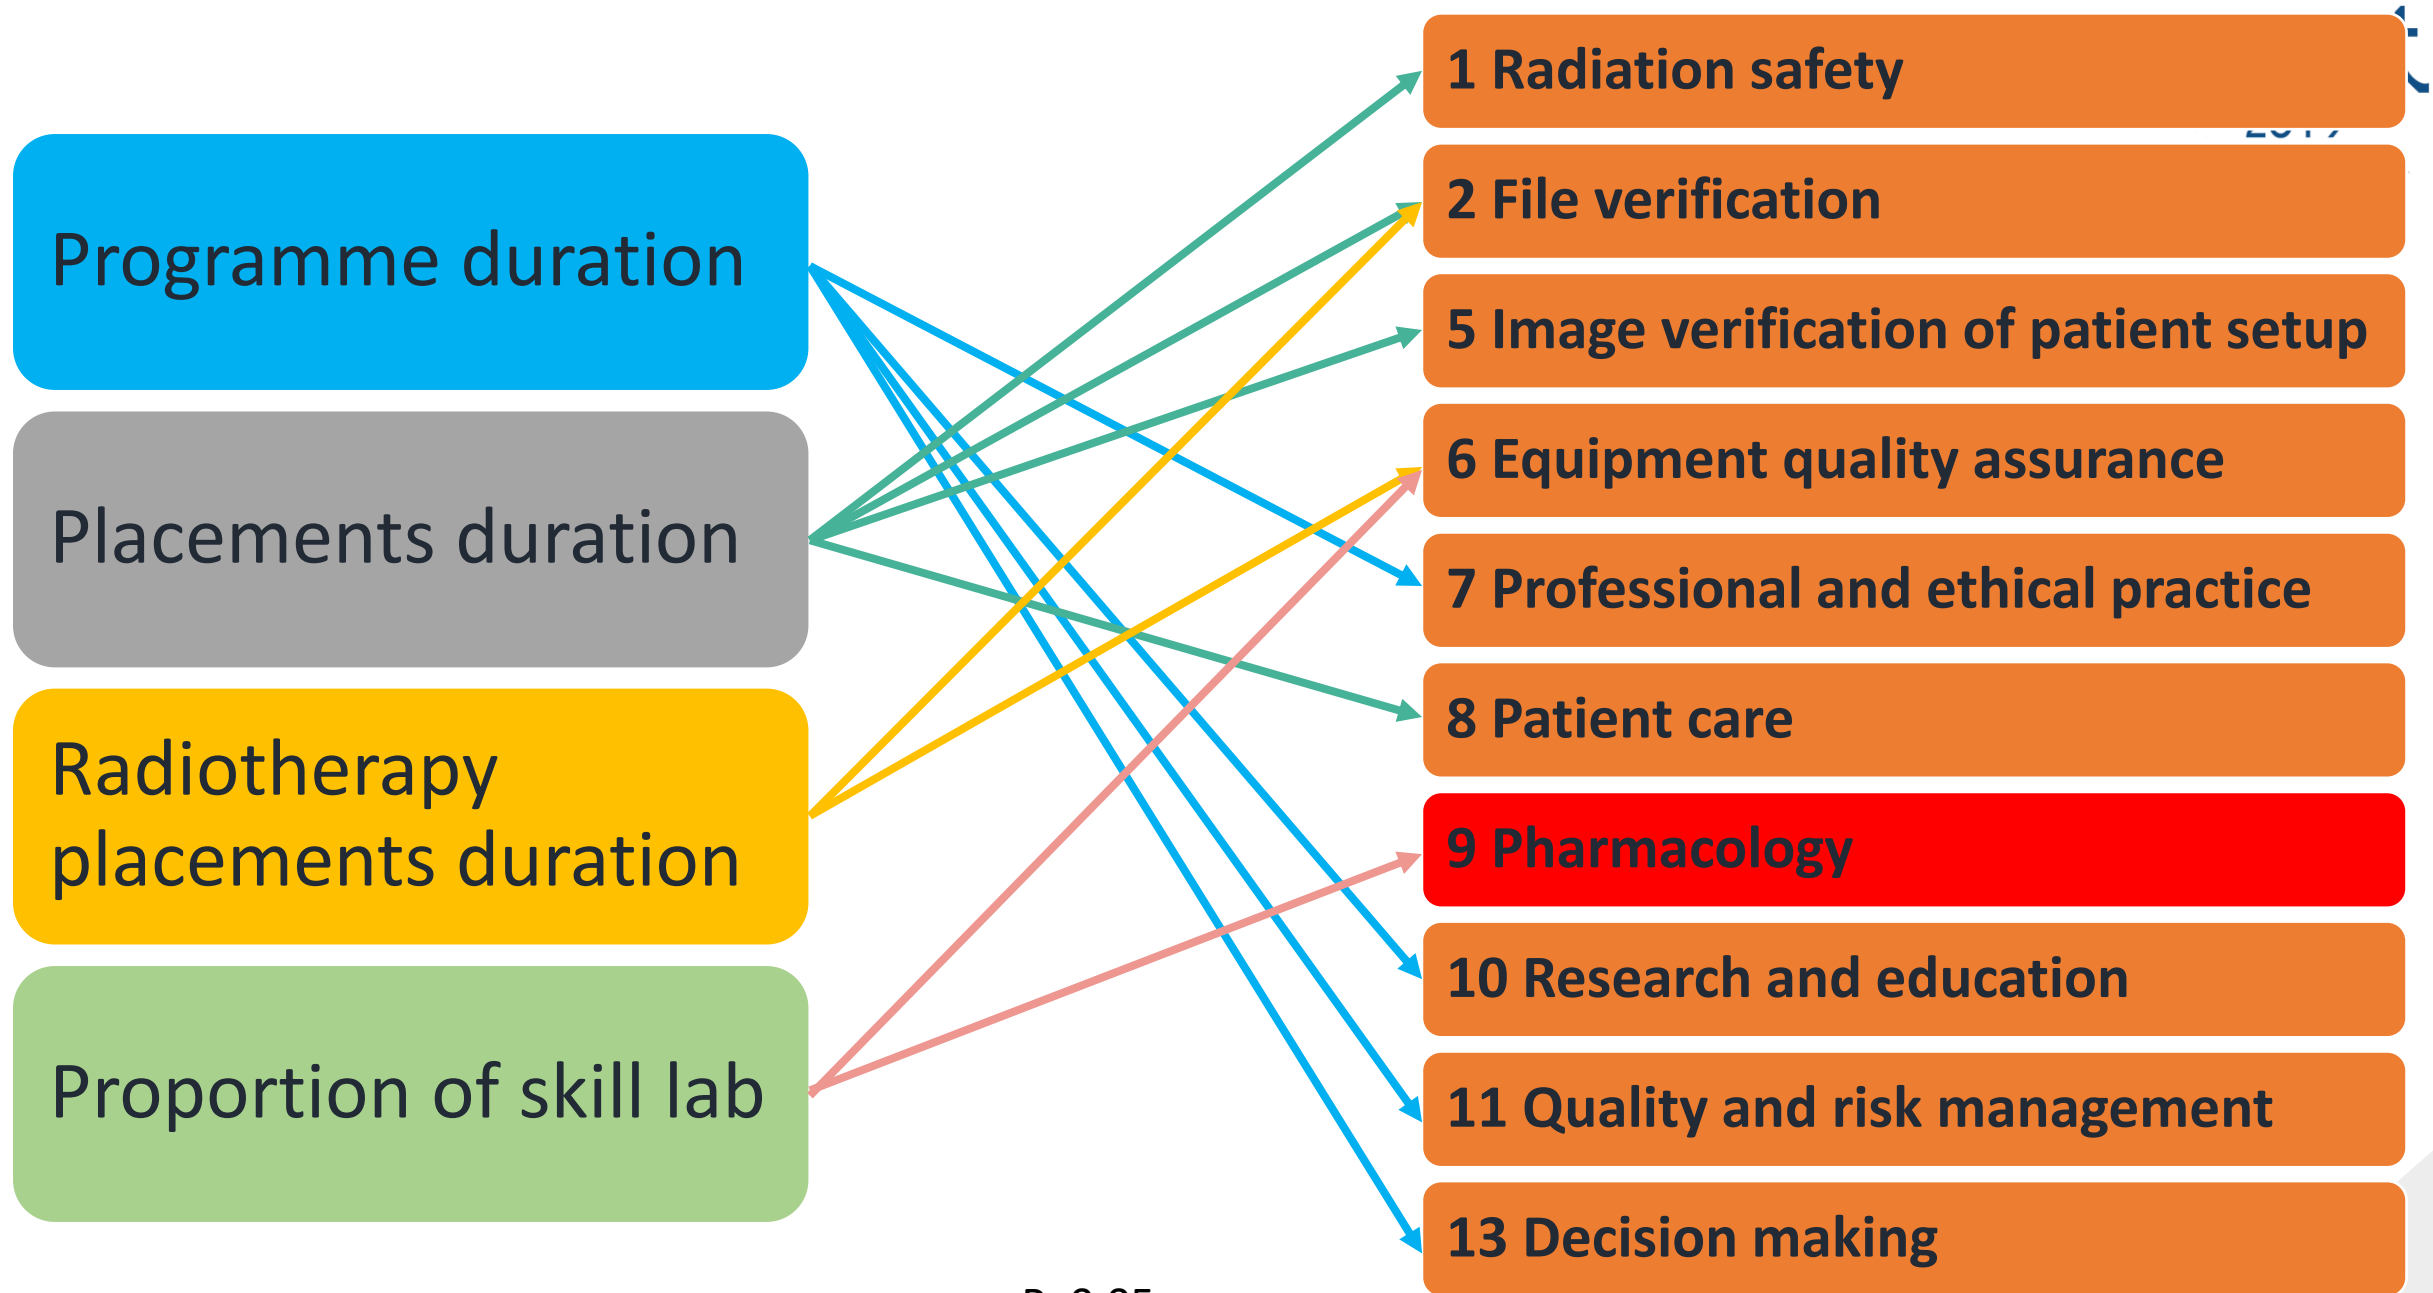 Programme duration
Placements duration
Radiotherapy
placements duration
Proportion of skill lab
1 Radiation safety
2 File verification
5 Image verification of patient setup
6 Equipment quality assurance
7 Professional and ethical practice
8 Patient care
9 Pharmacology
10 Research and education
11 Quality and risk management
13 Decision making